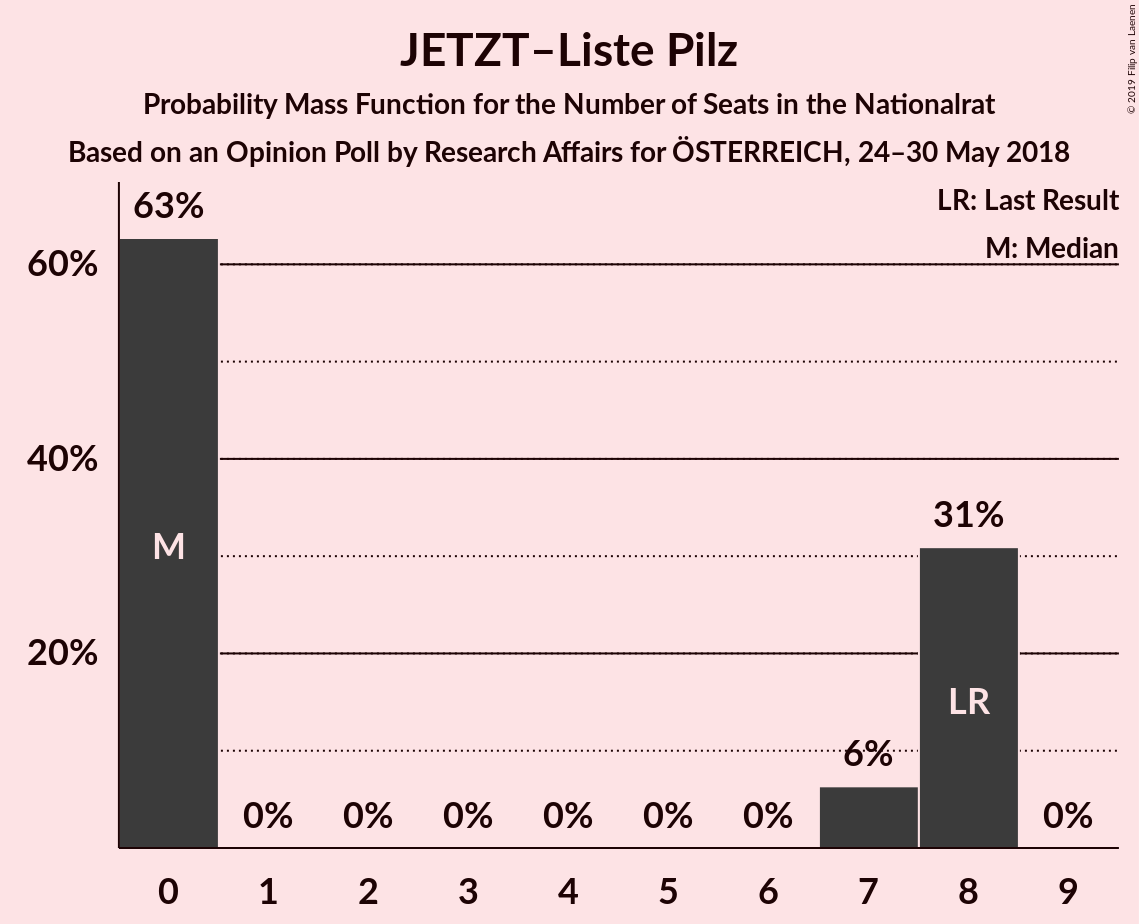 JETZT–Liste Pilz
Probability Mass Function for the Number of Seats in the Nationalrat
Based on an Opinion Poll by Research Affairs for ÖSTERREICH, 24–30 May 2018
© 2019 Filip van Laenen
LR: Last Result
M: Median
63%
60%
40%
31%
20%
M
LR
6%
0% 0% 0% 0% 0% 0% 0%
0 1 2 3 4 5 6 7 8 9